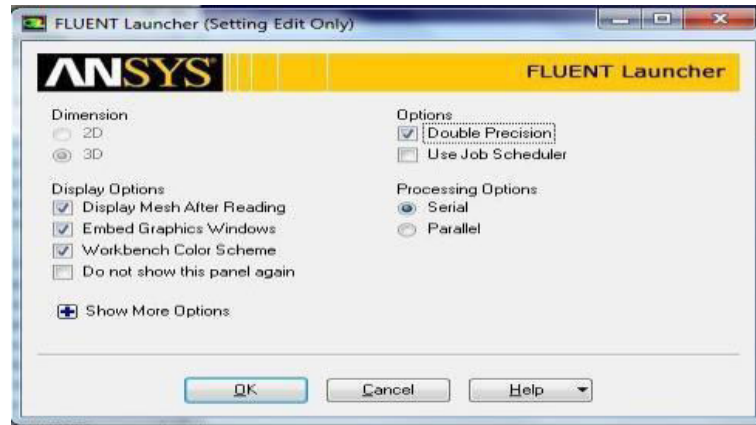 FLUENT Launcher (Setting Edit Only)
ANSYS
FLUENT Launcher
Dimension
2D
3D
Display Options
Display Mesh After Reading
Embed Graphics Windows
Workbench Color Scheme
Do not show this panel again
Show More Options
Options
Double Precision
Use Job Scheduler
Processing Options
Serial
Parallel
OK
Cancel
Help